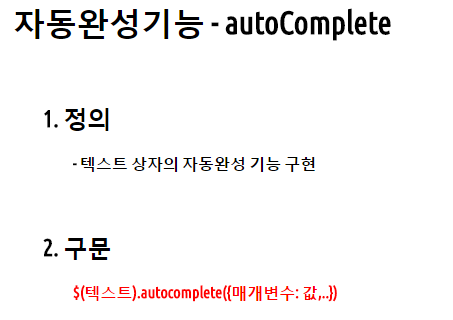 자동완성기능 - autoComplete
1. 정의
- 텍스트 상자의 자동완성 기능 구현
2. 구문
$(텍스트).autocomplete({매개변수: 값,..})